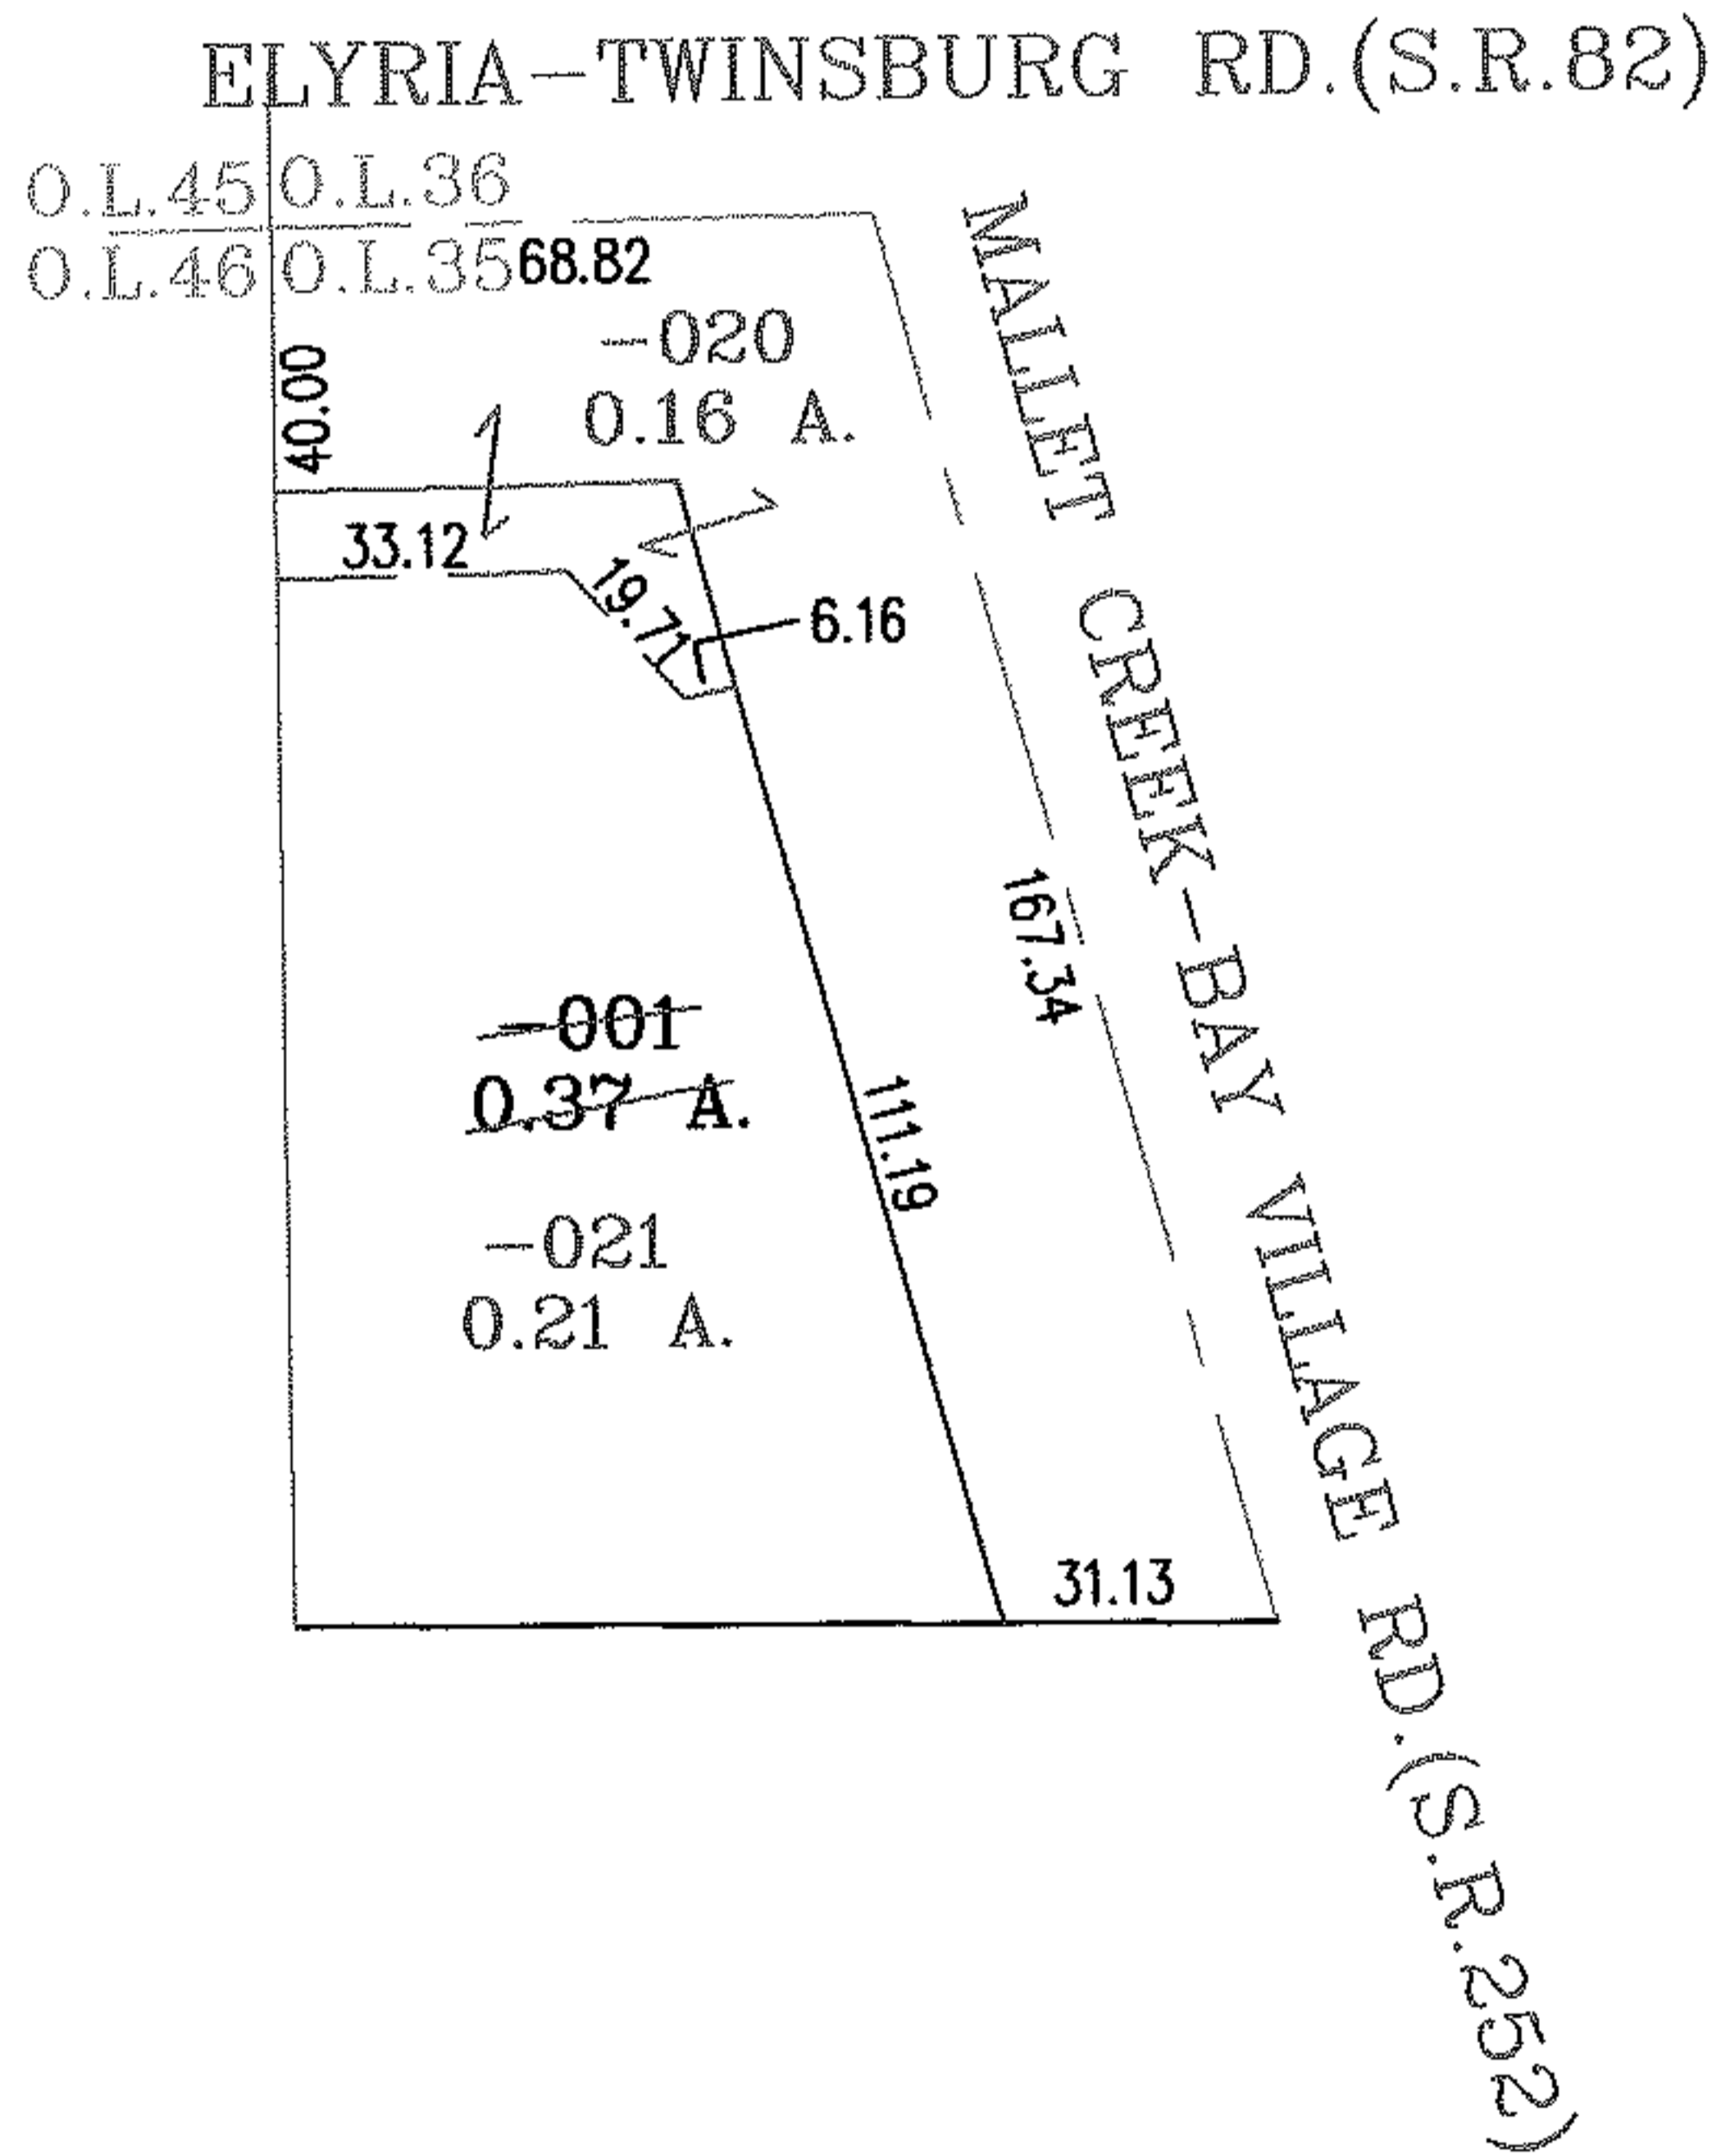 ELYRIA-TWINSBURG RD.(S.R.82)
O.L.45
O.L.36
O.L.46
O.L.35
68.82
-020
0.16 A.
40.00
33.12
19.71
6.16
MALLET CREEK-BAY VILLAGE RD.(S.R.252)
167.34
-001
0.37 A.
111.19
-021
0.21 A.
31.13